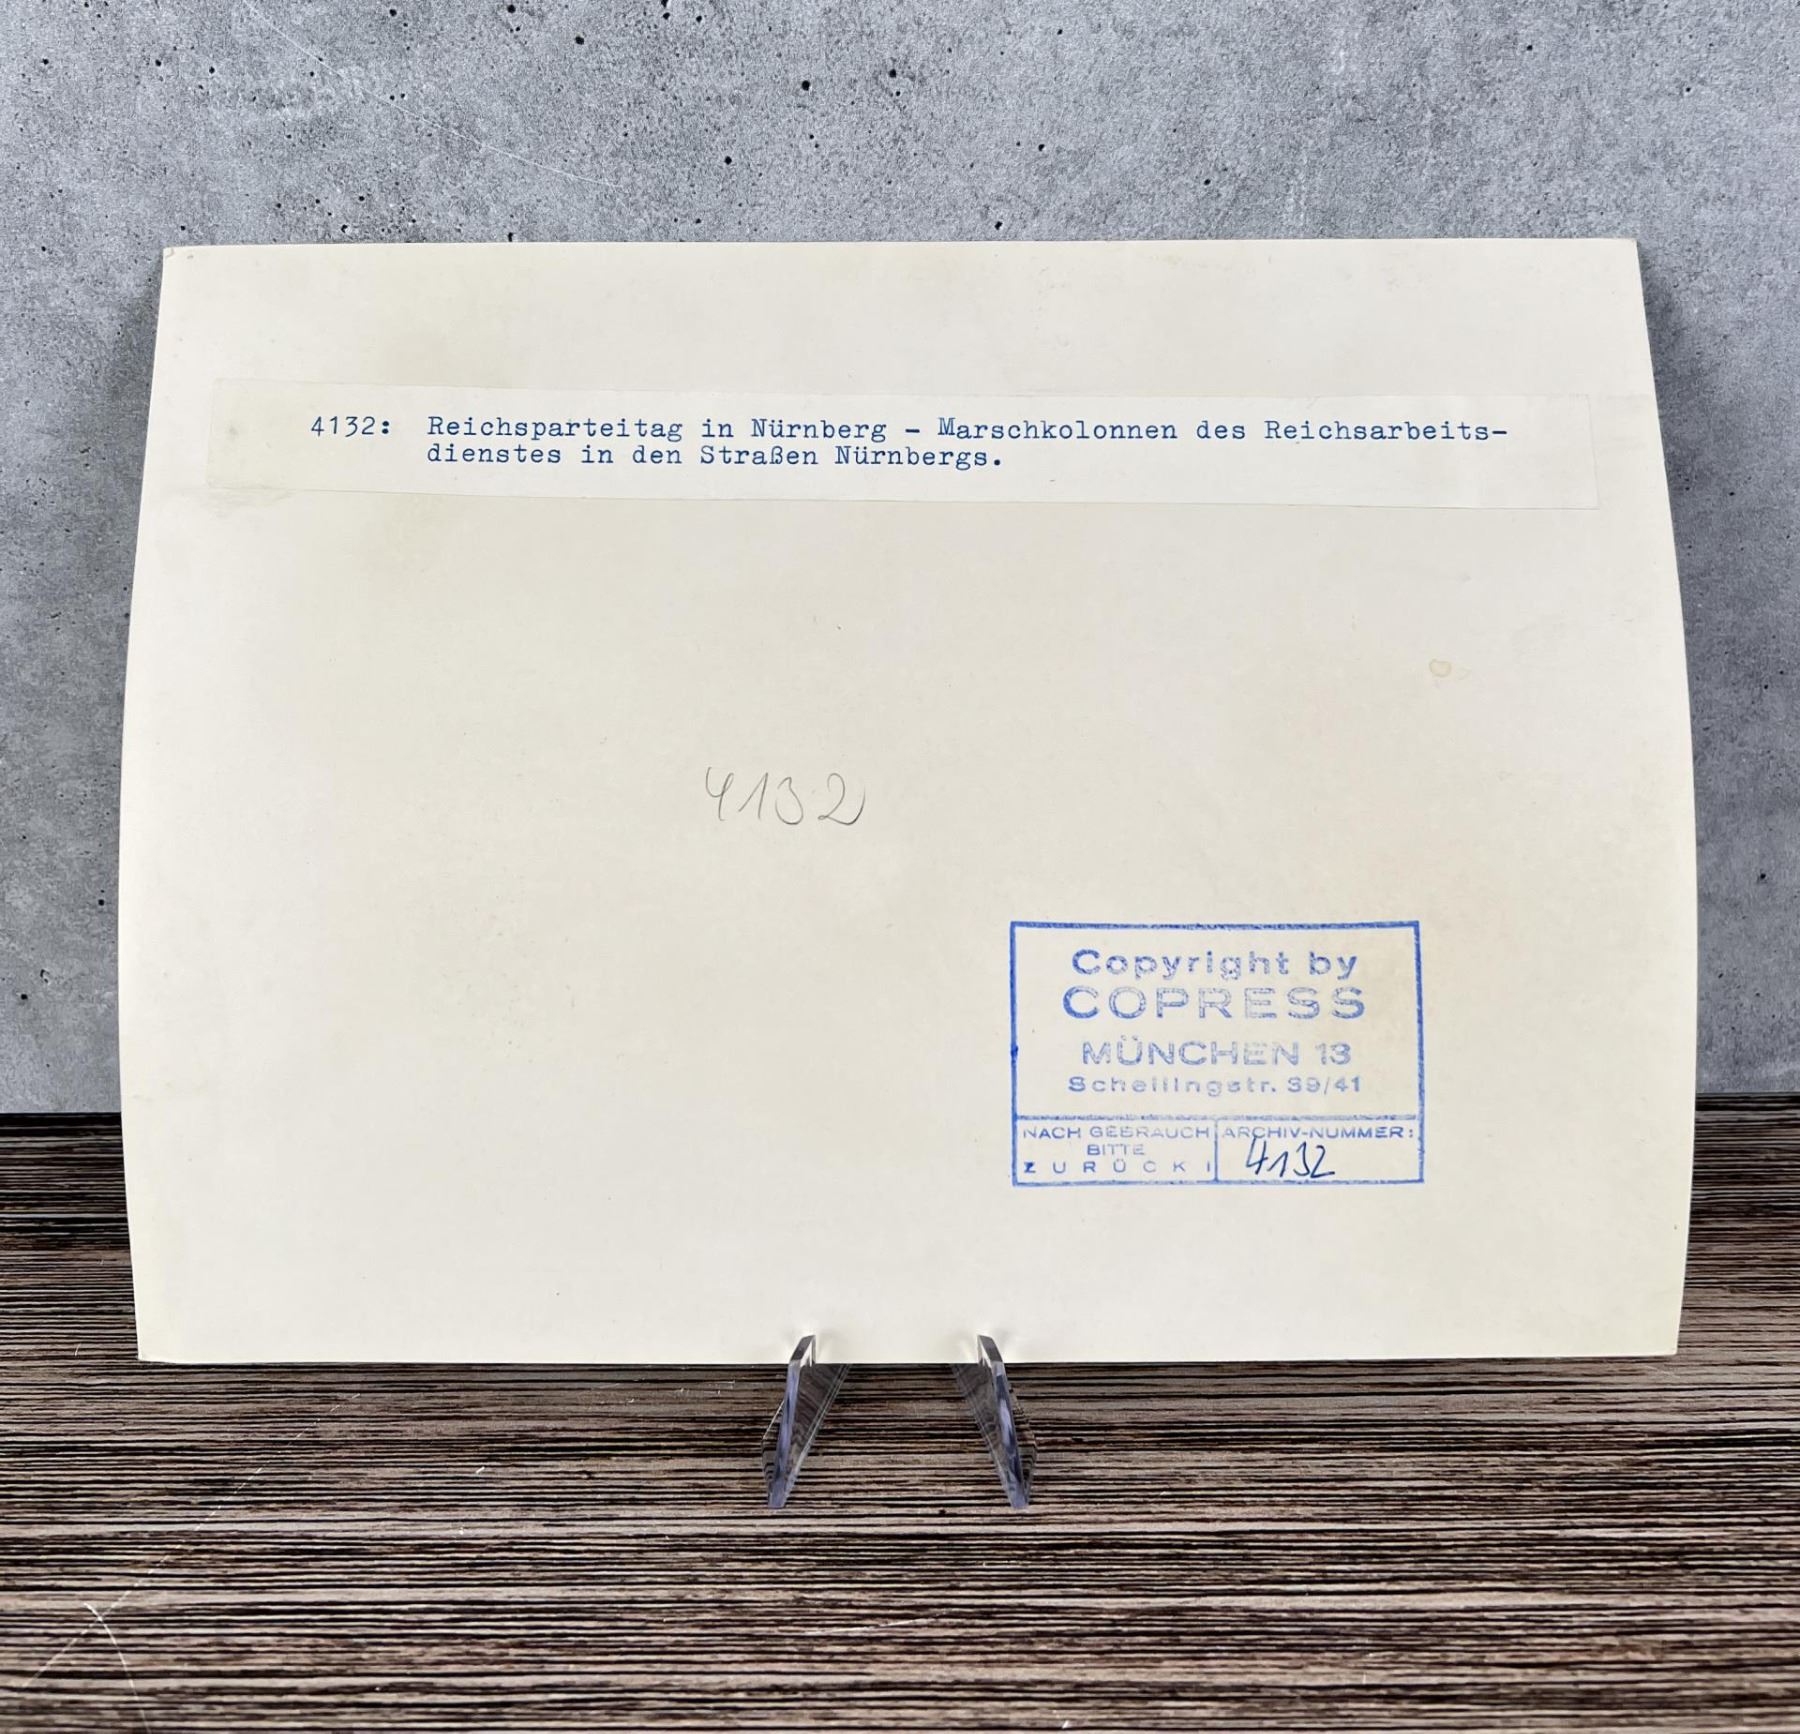 4132: Reichsparteitag in Nürnberg - Marschkolonnen des Reichsarbeits-
dienstes in den Straßen Nürnbergs.
4132
Copyright by
COPRESS
MÜNCHEN 13
Schellingstr. 39/41
NACH GEBRAUCH
BITTE
ZURÜCK!
ARCHIV-NUMMER:
4132